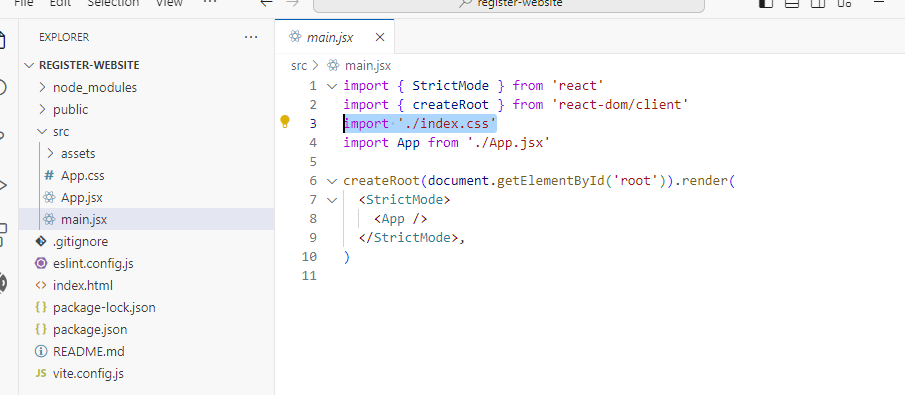 File Edit Selection View ···
register-website
EXPLORER ···
REGISTER-WEBSITE
node_modules
public
src
assets
# App.css
App.jsx
main.jsx
.gitignore
eslint.config.js
<> index.html
{} package-lock.json
{} package.json
README.md
JS vite.config.js
main.jsx ×
src > main.jsx
1 import { StrictMode } from 'react'
2 import { createRoot } from 'react-dom/client'
3 import './index.css'
4 import App from './App.jsx'
5
6 createRoot(document.getElementById('root')).render(
7 <StrictMode>
8 <App />
9 </StrictMode>,
10 )
11